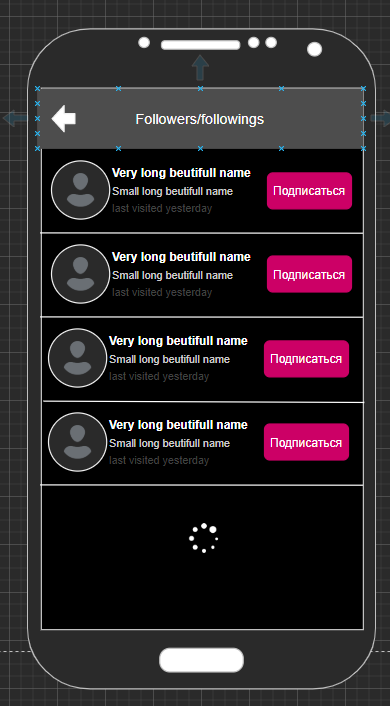 Followers/followings
Very long beutifull name
Small long beutifull name
last visited yesterday
Подписаться
Very long beutifull name
Small long beutifull name
last visited yesterday
Подписаться
Very long beutifull name
Small long beutifull name
last visited yesterday
Подписаться
Very long beutifull name
Small long beutifull name
last visited yesterday
Подписаться